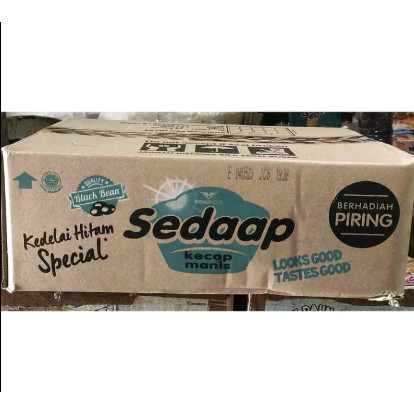 QUALITY
Black Bean
Kedelai Hitam
Special
Sedaap
kecap
manis
LOOKS GOOD
TASTES GOOD
BERHADIAH
PIRING